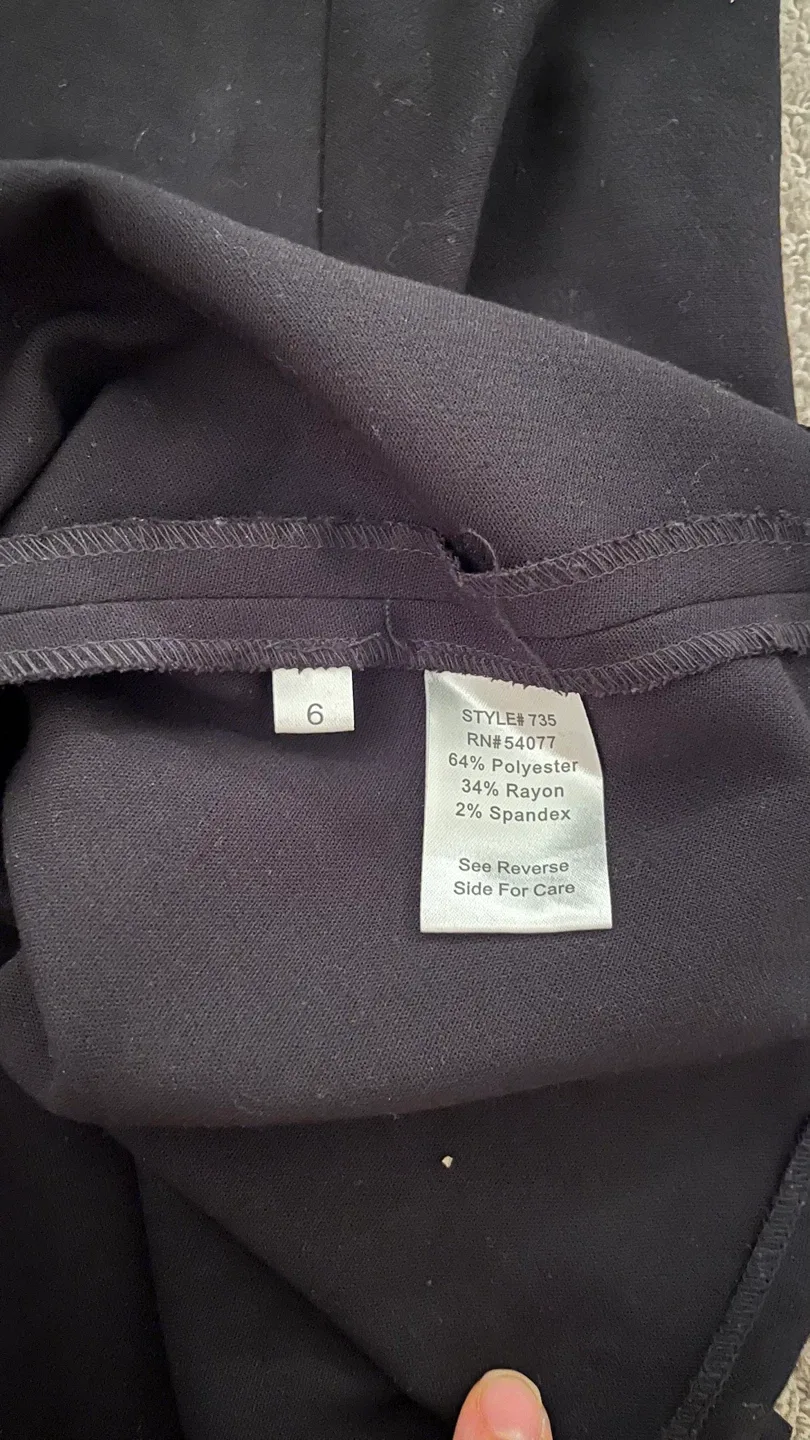 6
STYLE# 735
RN#54077
64% Polyester
34% Rayon
2% Spandex
See Reverse
Side For Care